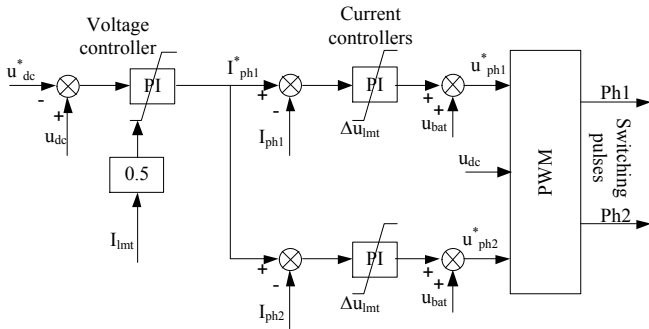 Voltage
controller
Current
controllers
u*dc
-
+
udc
PI
0.5
Ilmt
I*ph1
+
-
Iph1
PI
Δulmt
+
+
ubat
u*ph1
udc
PWM
Ph1
Switching
pulses
Ph2
+
-
Iph2
PI
Δulmt
+
+
ubat
u*ph2